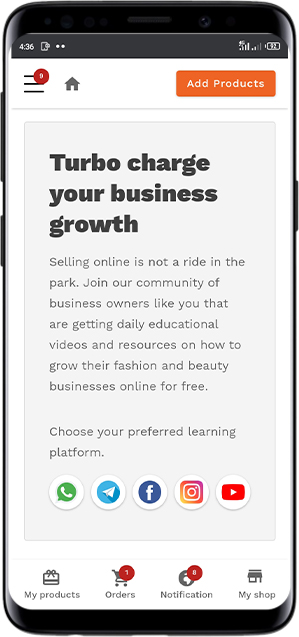 4:36
92
9
Add Products
Turbo charge
your business
growth
Selling online is not a ride in the
park. Join our community of
business owners like you that
are getting daily educational
videos and resources on how to
grow their fashion and beauty
businesses online for free.
Choose your preferred learning
platform.
1
8
My products
Orders
Notification
My shop